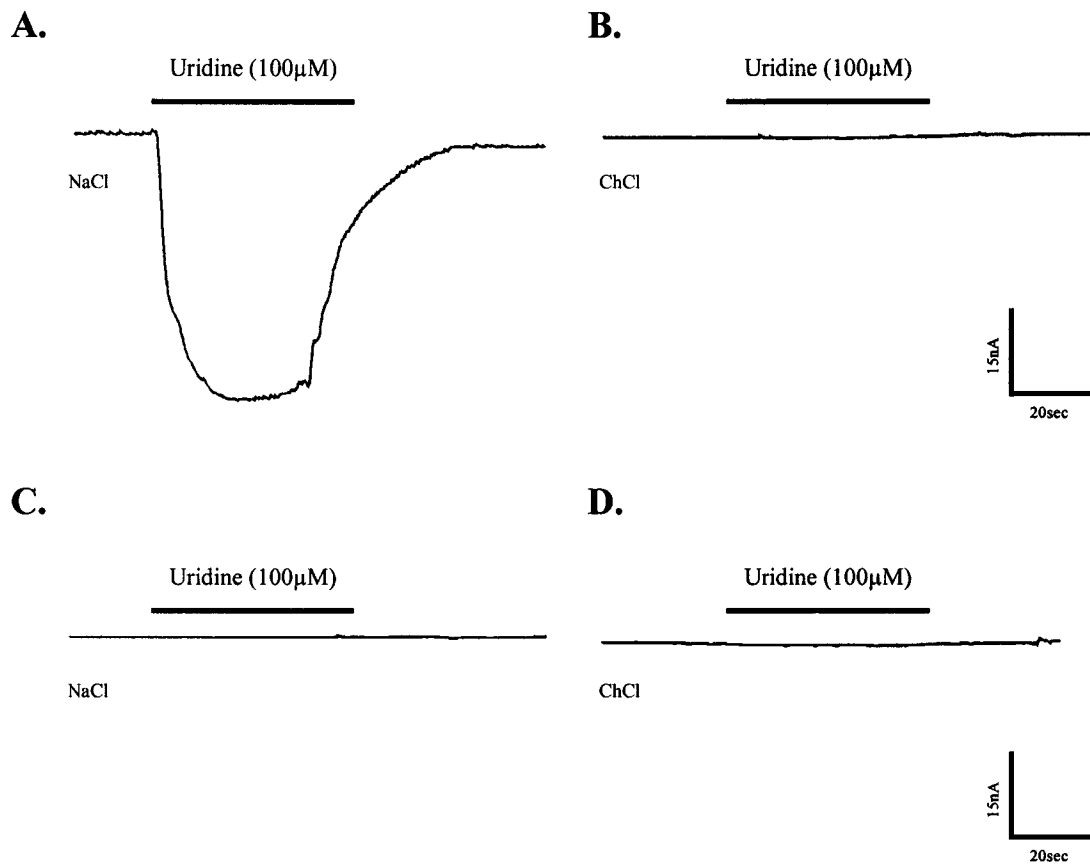 A.
Uridine (100µM)
NaCl
B.
Uridine (100µM)
ChCl
15nA
20sec
C.
Uridine (100µM)
NaCl
D.
Uridine (100µM)
ChCl
15nA
20sec